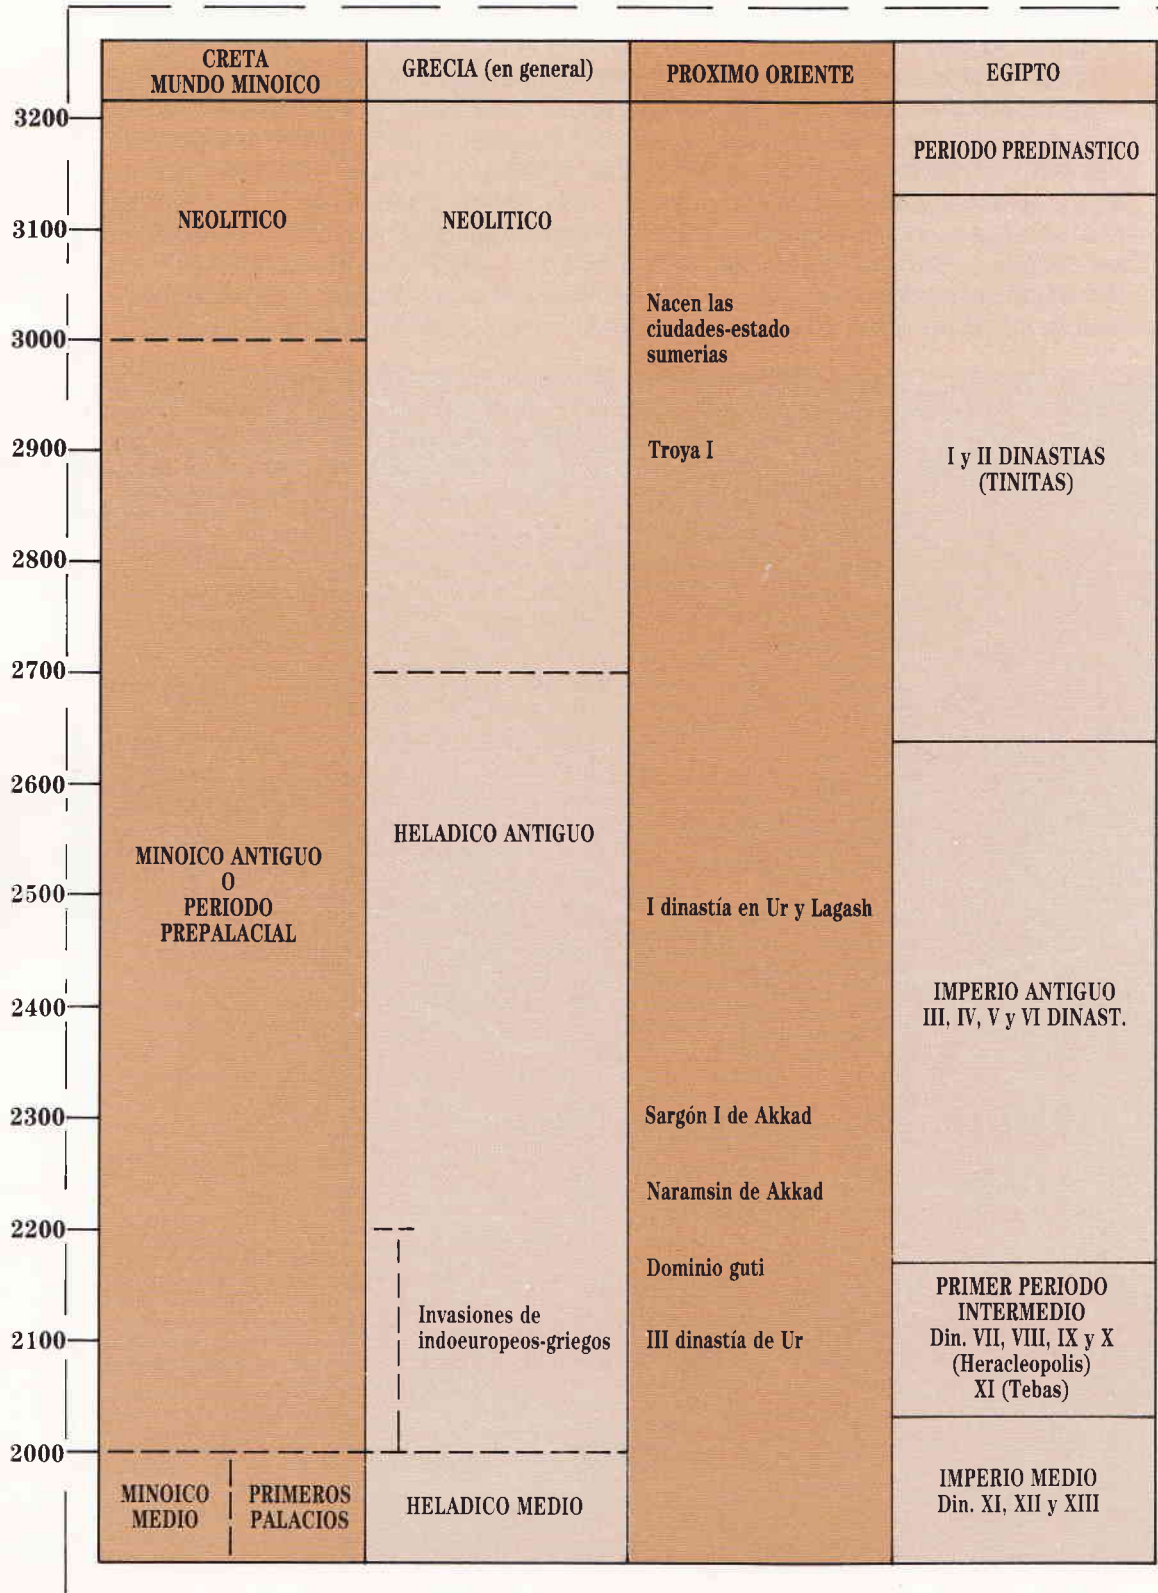 CRETA
MUNDO MINOICO
GRECIA (en general)
PROXIMO ORIENTE
EGIPTO
3200
3100
3000
2900
2800
2700
2600
2500
2400
2300
2200
2100
2000
NEOLITICO
MINOICO ANTIGUO
O
PERIODO
PREPALACIAL
MINOICO
MEDIO
PRIMEROS
PALACIOS
NEOLITICO
HELADICO ANTIGUO
Invasiones de
indoeuropeos-griegos
HELADICO MEDIO
Nacen las
ciudades-estado
sumerias
Troya I
I dinastía en Ur y Lagash
Sargón I de Akkad
Naramsin de Akkad
Dominio guti
III dinastía de Ur
PERIODO PREDINASTICO
I y II DINASTIAS
(TINITAS)
IMPERIO ANTIGUO
III, IV, V y VI DINAST.
PRIMER PERIODO
INTERMEDIO
Din. VII, VIII, IX y X
(Heracleopolis)
XI (Tebas)
IMPERIO MEDIO
Din. XI, XII y XIII